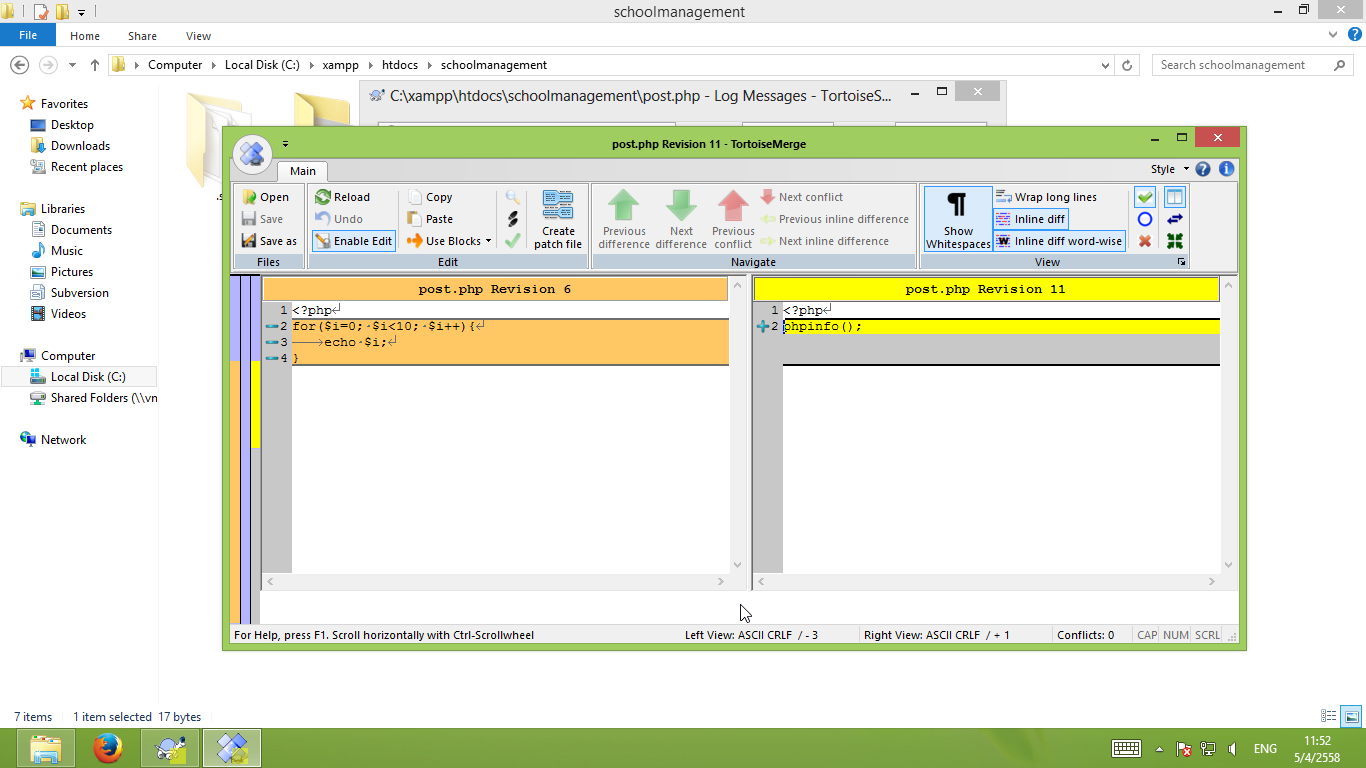 schoolmanagement
File Home Share View
Computer Local Disk (C:) xampp htdocs schoolmanagement
Search schoolmanagement
Favorites
Desktop
Downloads
Recent places
Libraries
Documents
Music
Pictures
Subversion
Videos
Computer
Local Disk (C:)
Shared Folders (\\vn
Network
C:\xampp\htdocs\schoolmanagement\post.php - Log Messages - TortoiseS...
post.php Revision 11 - TortoiseMerge
Main
Style
Open
Save
Save as
Files
Reload
Undo
Enable Edit
Copy
Paste
Use Blocks
Create patch file
Edit
Previous difference
Next difference
Previous conflict
Next conflict
Previous inline difference
Next inline difference
Navigate
Show Whitespaces
Wrap long lines
Inline diff
Inline diff word-wise
View
post.php Revision 6
1 <?php↵
2 for($i=0;·$i<10;·$i++){↵
3 →echo·$i;↵
4 }
post.php Revision 11
1 <?php↵
2 phpinfo();
For Help, press F1. Scroll horizontally with Ctrl-Scrollwheel
Left View: ASCII CRLF / - 3
Right View: ASCII CRLF / + 1
Conflicts: 0
CAP NUM SCRL
7 items 1 item selected 17 bytes
ENG
11:52
5/4/2558